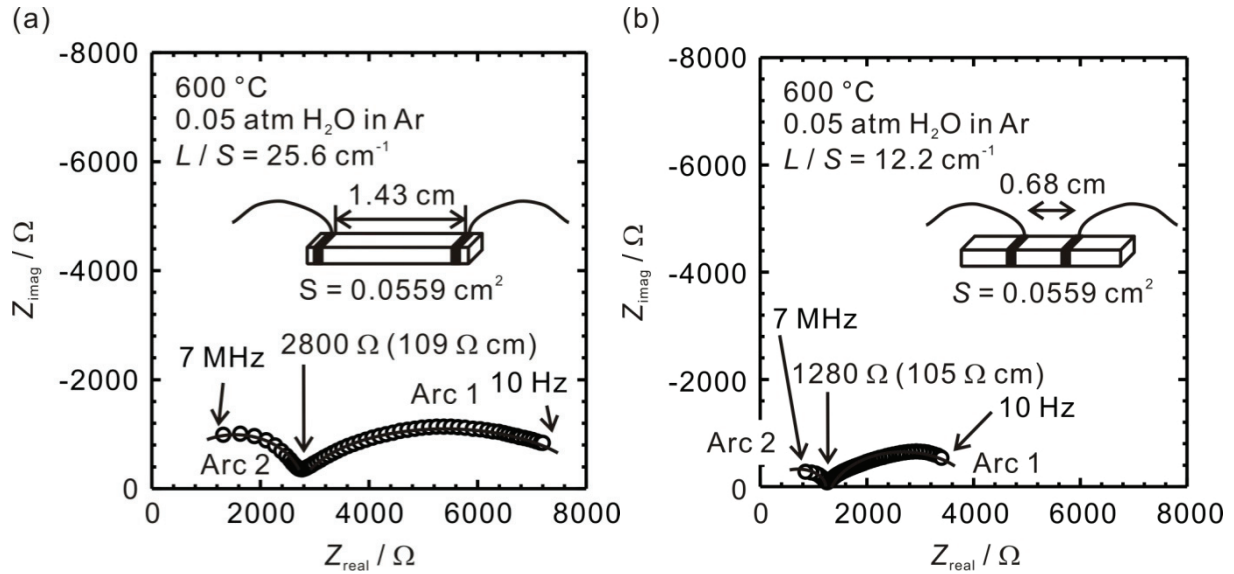 (a)
-8000
-6000
-4000
-2000
0
Z_imag / Ω
600 °C
0.05 atm H₂O in Ar
L / S = 25.6 cm⁻¹
1.43 cm
S = 0.0559 cm²
2800 Ω (109 Ω cm)
7 MHz
Arc 1
10 Hz
Arc 2
0 2000 4000 6000 8000
Z_real / Ω
(b)
-8000
-6000
-4000
-2000
0
Z_imag / Ω
600 °C
0.05 atm H₂O in Ar
L / S = 12.2 cm⁻¹
0.68 cm
S = 0.0559 cm²
7 MHz
1280 Ω (105 Ω cm)
10 Hz
Arc 2
Arc 1
0 2000 4000 6000 8000
Z_real / Ω